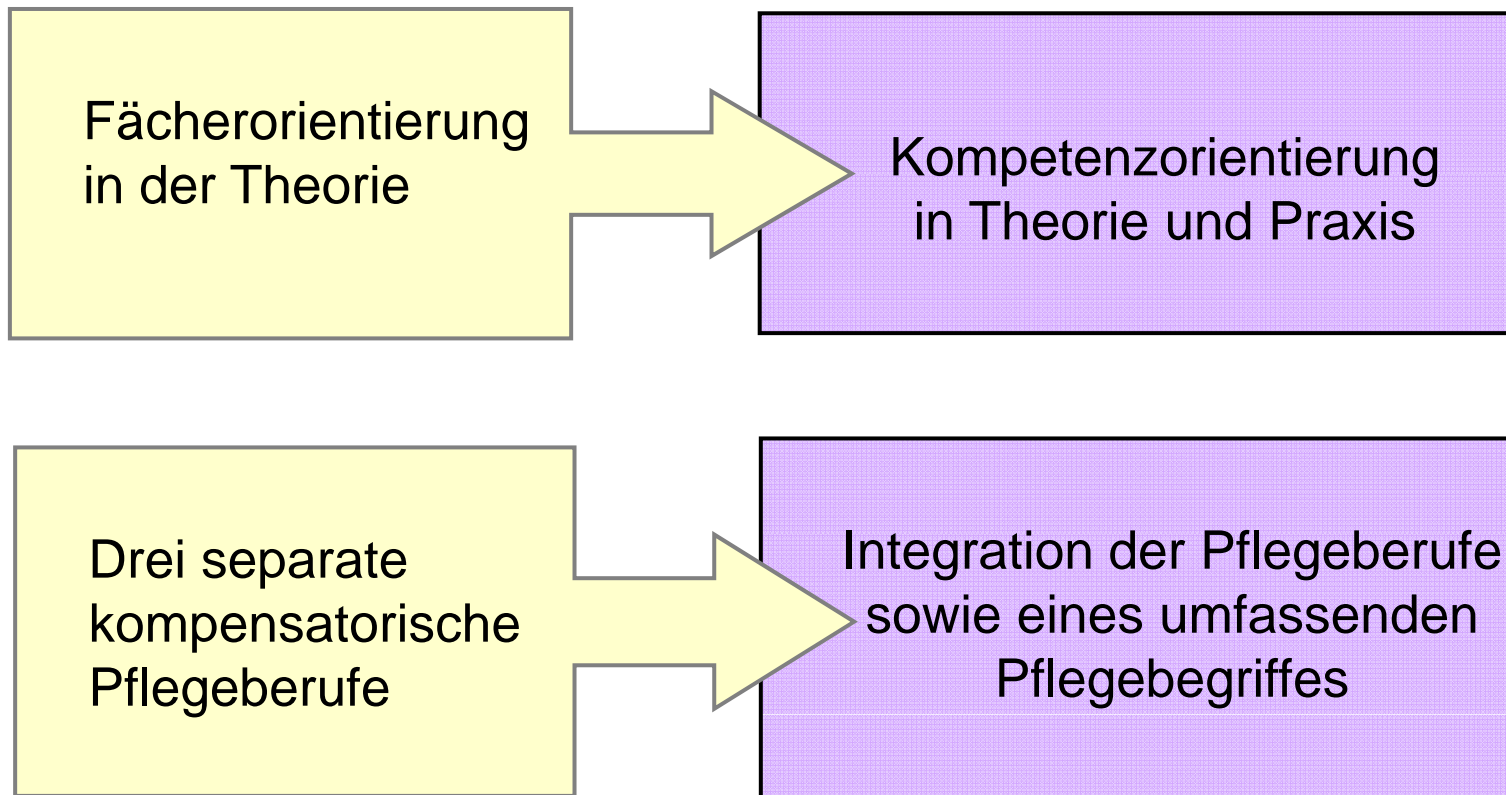 Fächerorientierung
in der Theorie
Kompetenzorientierung
in Theorie und Praxis
Drei separate
kompensatorische
Pflegeberufe
Integration der Pflegeberufe
sowie eines umfassenden
Pflegebegriffes